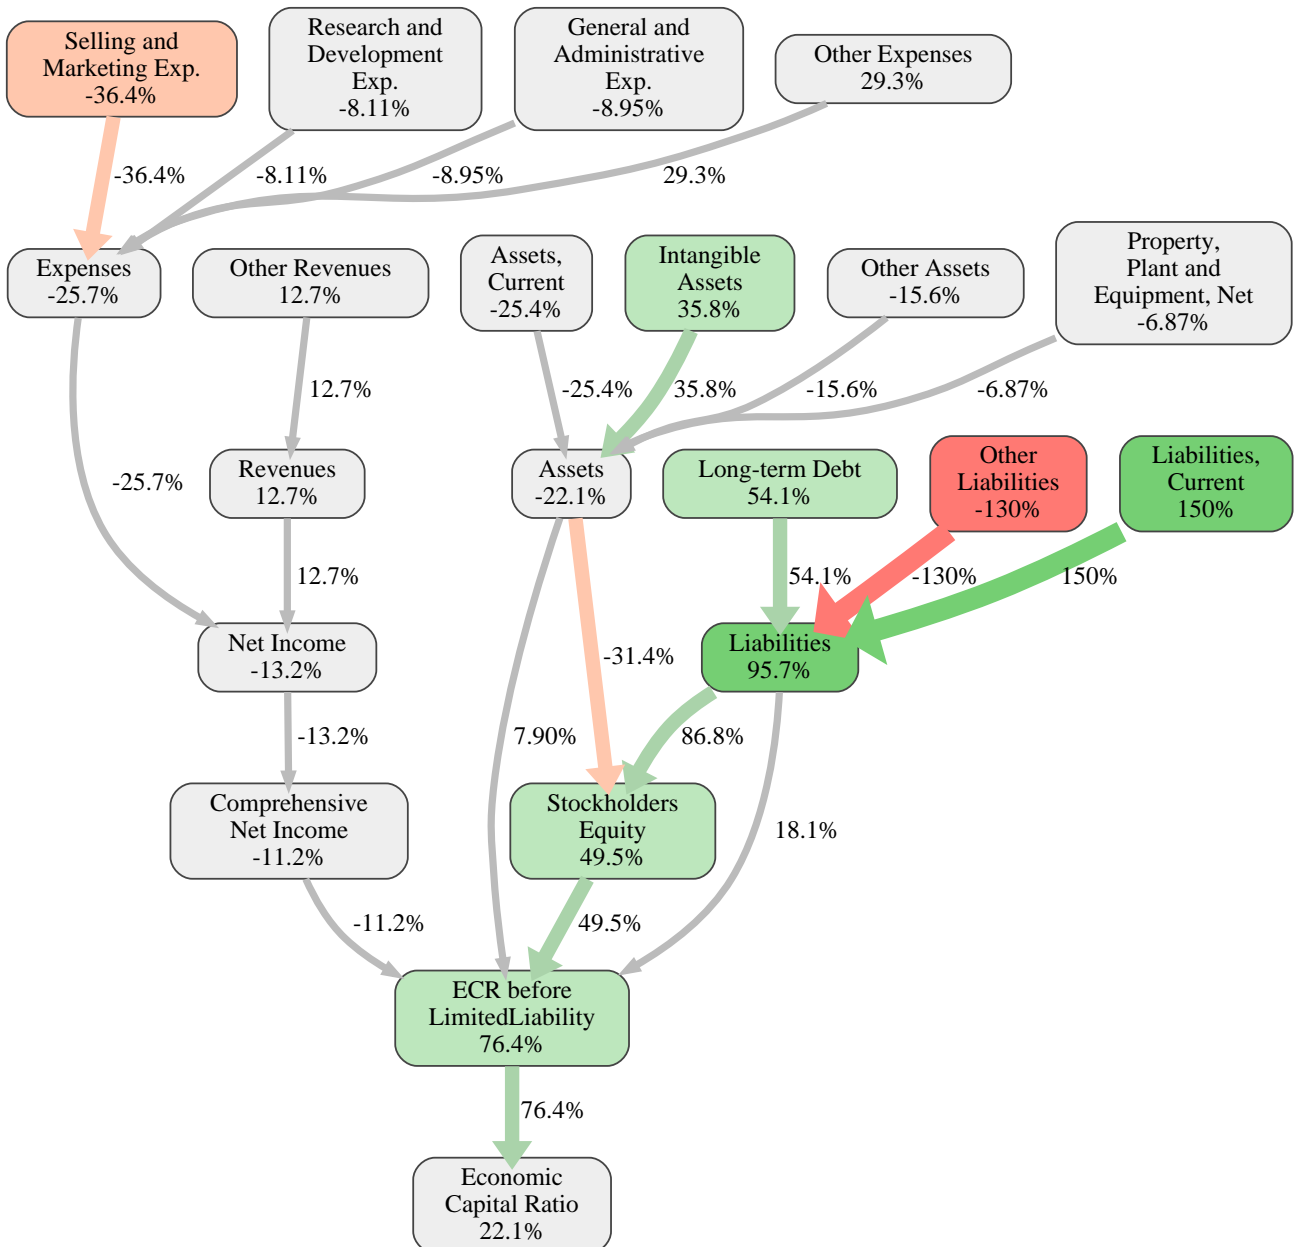 Selling and
Marketing Exp.
-36.4%
Research and
Development
Exp.
-8.11%
General and
Administrative
Exp.
-8.95%
Other Expenses
29.3%
-36.4%
-8.11%
-8.95%
29.3%
Expenses
-25.7%
Other Revenues
12.7%
Assets,
Current
-25.4%
Intangible
Assets
35.8%
Other Assets
-15.6%
Property,
Plant and
Equipment, Net
-6.87%
12.7%
-25.4%
35.8%
-15.6%
-6.87%
-25.7%
Revenues
12.7%
Assets
-22.1%
Long-term Debt
54.1%
Other
Liabilities
-130%
Liabilities,
Current
150%
12.7%
54.1%
-130%
150%
Net Income
-13.2%
-31.4%
Liabilities
95.7%
-13.2%
7.90%
86.8%
Comprehensive
Net Income
-11.2%
Stockholders
Equity
49.5%
18.1%
-11.2%
49.5%
ECR before
LimitedLiability
76.4%
76.4%
Economic
Capital Ratio
22.1%